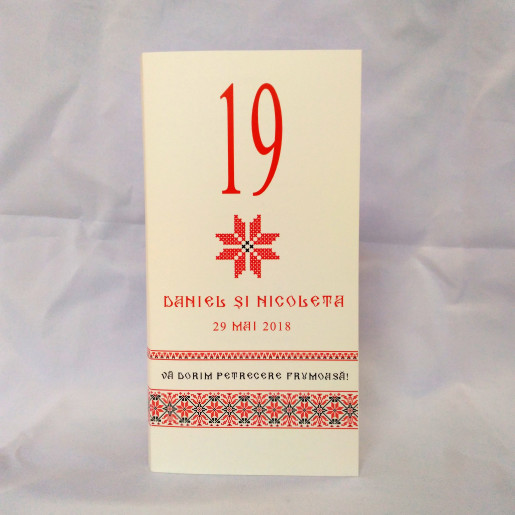 19
DANIEL ȘI NICOLETA
29 MAI 2018
VĂ DORIM PETRECERE FRUMOASĂ!